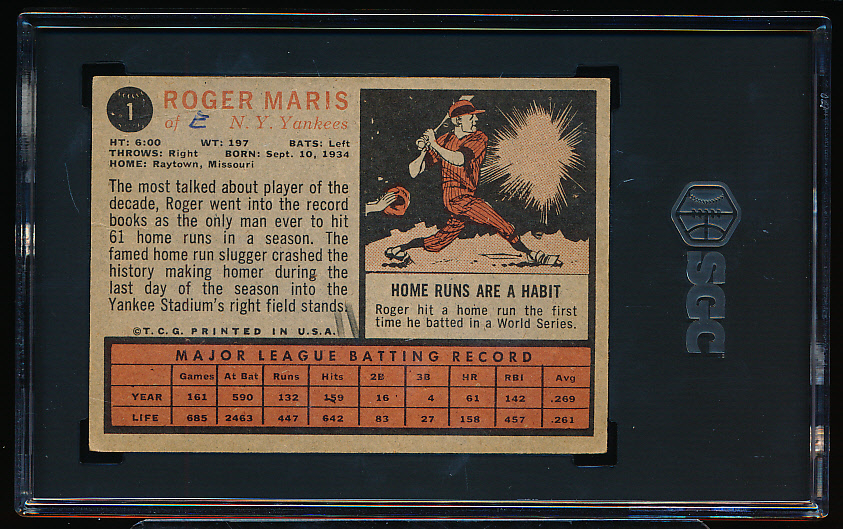 1
ROGER MARIS
of E N. Y. Yankees
HT: 6:00 WT: 197 BATS: Left
THROWS: Right BORN: Sept. 10, 1934
HOME: Raytown, Missouri
The most talked about player of the
decade, Roger went into the record
books as the only man ever to hit
61 home runs in a season. The
famed home run slugger crashed the
history making homer during the
last day of the season into the
Yankee Stadium's right field stands.
©T.C.G. PRINTED IN U.S.A.
HOME RUNS ARE A HABIT
Roger hit a home run the first
time he batted in a World Series.
MAJOR LEAGUE BATTING RECORD
Games At Bat Runs Hits 2B 3B HR RBI Avg
YEAR 161 590 132 159 16 4 61 142 .269
LIFE 685 2463 447 642 83 27 158 457 .261
SGC